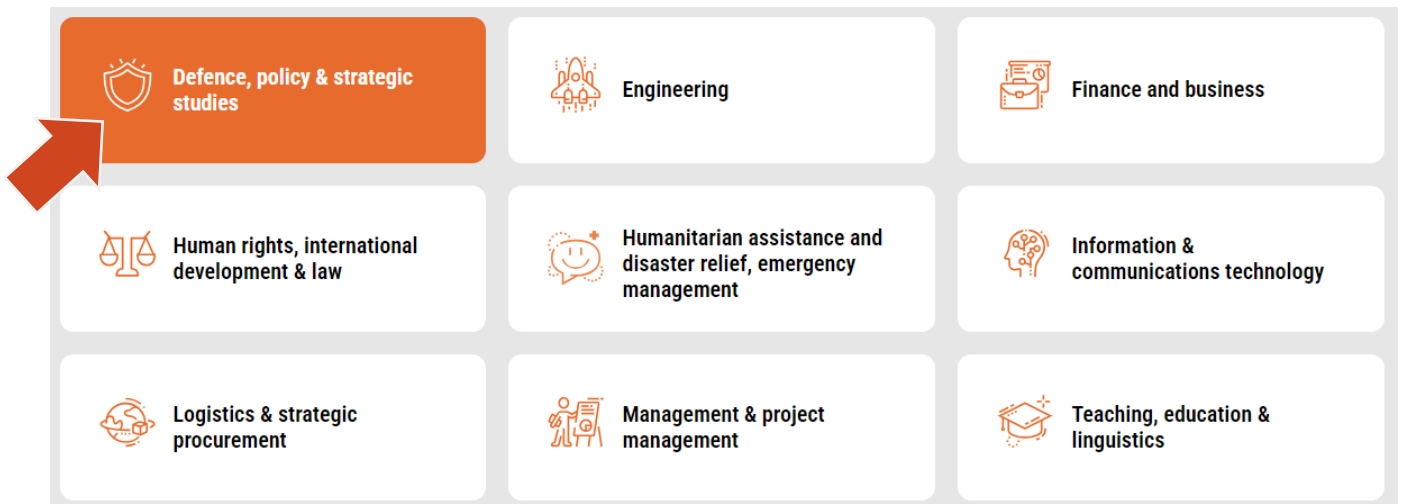 Defence, policy & strategic
studies
Engineering
Finance and business
Human rights, international
development & law
Humanitarian assistance and
disaster relief, emergency
management
Information &
communications technology
Logistics & strategic
procurement
Management & project
management
Teaching, education &
linguistics